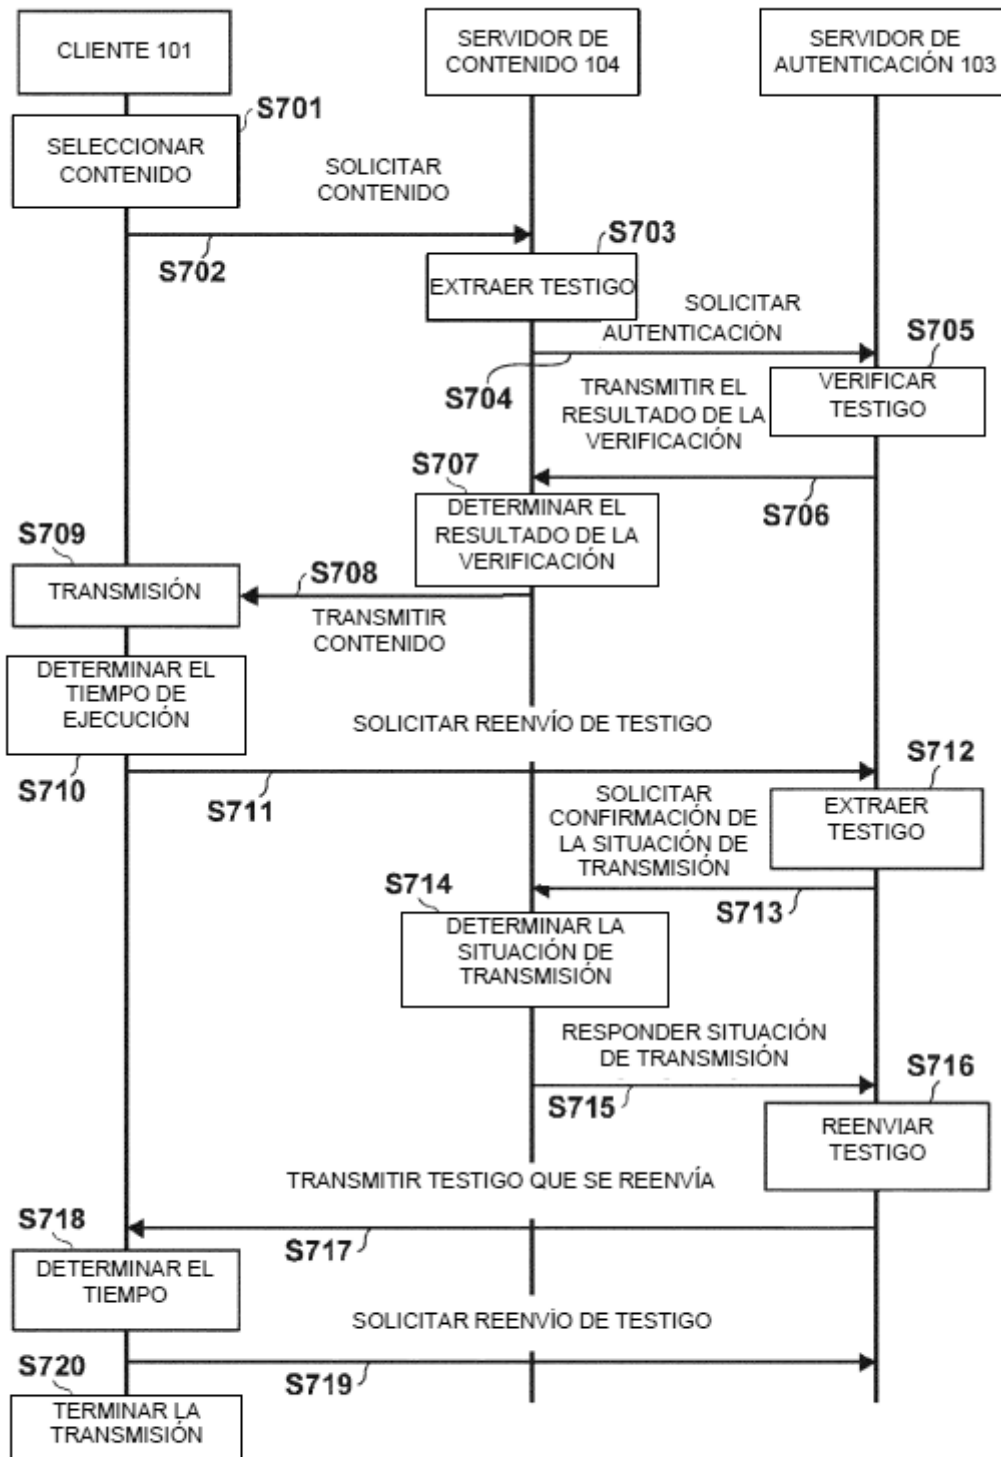 CLIENTE 101
SERVIDOR DE
CONTENIDO 104
SERVIDOR DE
AUTENTICACIÓN 103
S701
SELECCIONAR
CONTENIDO
SOLICITAR
CONTENIDO
S702
S703
EXTRAER TESTIGO
SOLICITAR
AUTENTICACIÓN
S704
S705
VERIFICAR
TESTIGO
TRANSMITIR EL
RESULTADO DE LA
VERIFICACIÓN
S706
S707
DETERMINAR EL
RESULTADO DE LA
VERIFICACIÓN
S708
TRANSMITIR
CONTENIDO
S709
TRANSMISIÓN
DETERMINAR EL
TIEMPO DE
EJECUCIÓN
S710
SOLICITAR REENVÍO DE TESTIGO
S711
S712
EXTRAER
TESTIGO
SOLICITAR
CONFIRMACIÓN DE
LA SITUACIÓN DE
TRANSMISIÓN
S713
S714
DETERMINAR LA
SITUACIÓN DE
TRANSMISIÓN
RESPONDER SITUACIÓN
DE TRANSMISIÓN
S715
S716
REENVIAR
TESTIGO
TRANSMITIR TESTIGO QUE SE REENVÍA
S717
S718
DETERMINAR EL
TIEMPO
SOLICITAR REENVÍO DE TESTIGO
S719
S720
TERMINAR LA
TRANSMISIÓN